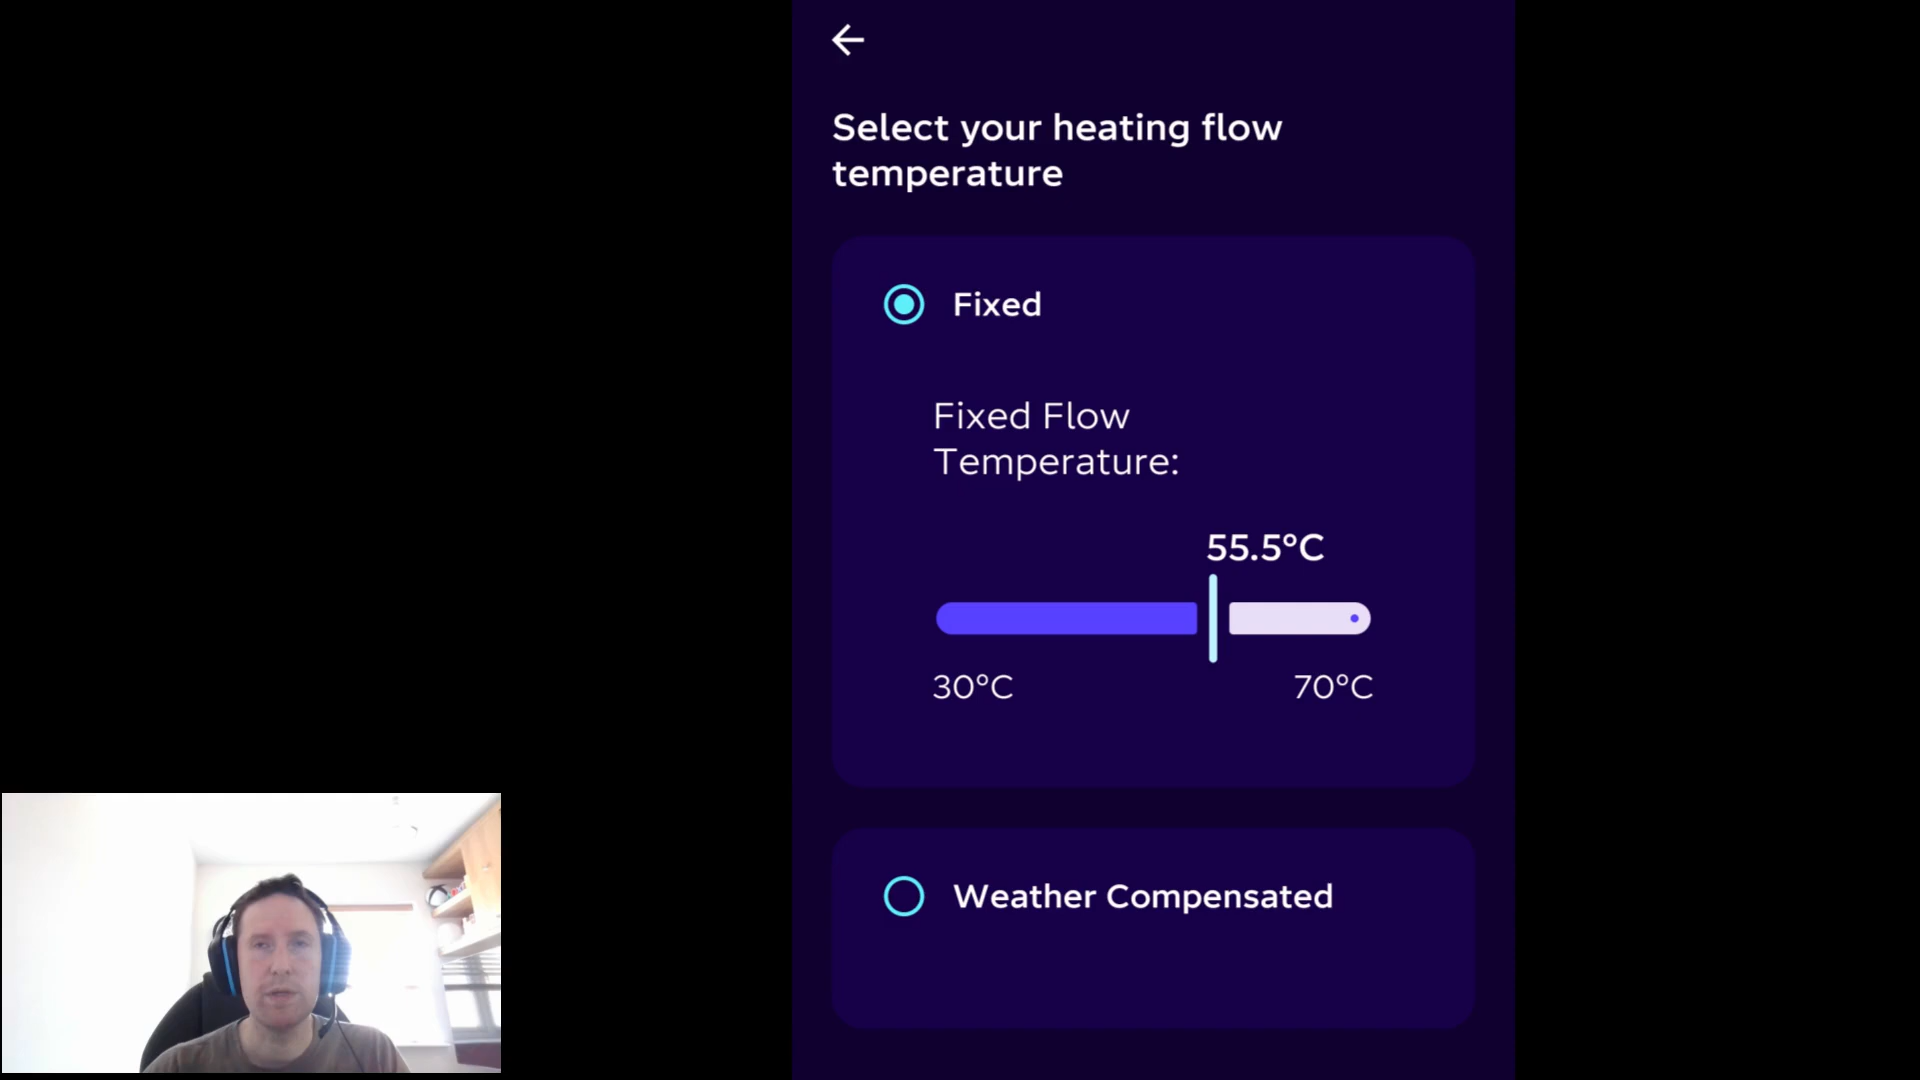 Select your heating flow
temperature
Fixed
Fixed Flow
Temperature:
55.5°C
30°C
70°C
Weather Compensated